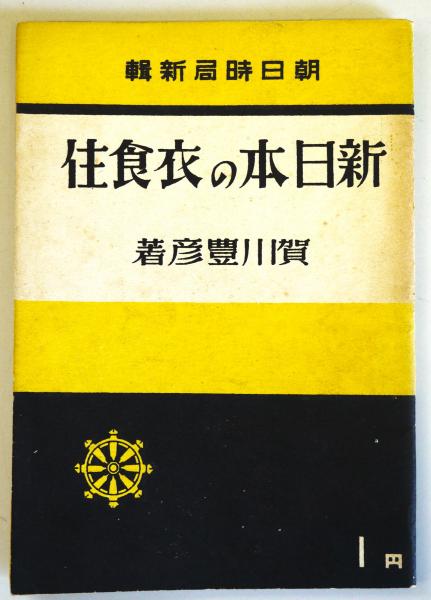 朝日時局新輯
新日本の衣食住
賀川豐彦著
1円